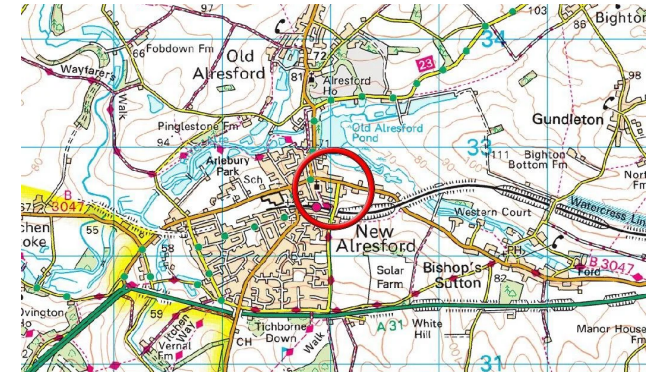 97
66
Fobdown Fm
Old
Alresford
72
81
Alresford
Ho
23
34
103
86
Bighton
98
Wayfarers
Walk
Pinglestone Fm
94
Arlebury
Park
Sch
Old Alresford
Pond
Gundleton
33
111
Bighton
Bottom Fm
80
B
3047
55
58
New
Alresford
Western Court
Watercress Lin
Solar
Farm
Bishop's
Sutton
PH
82
Ford
B 3047
59
CH
Tichborne
Down
Walk
A 31
White
Hill
Vernal
Fm
Way
31
Manor House
Fm